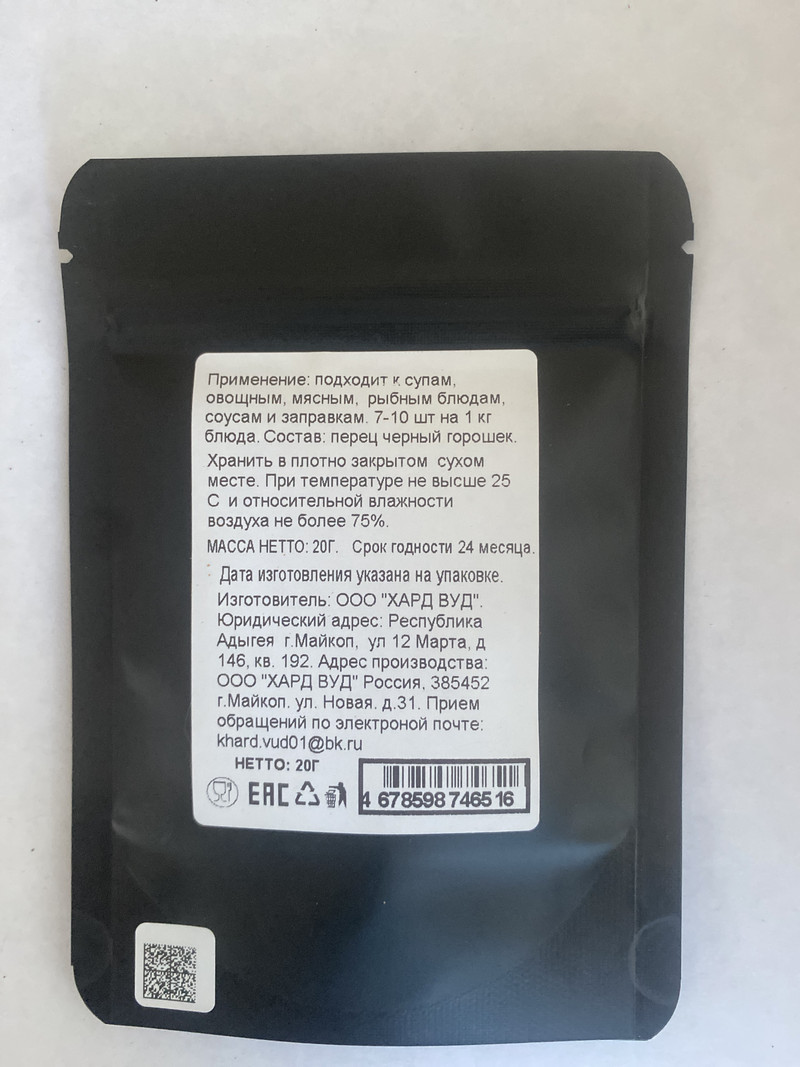 Применение: подходит к супам,
овощным, мясным, рыбным блюдам,
соусам и заправкам. 7-10 шт на 1 кг
блюда. Состав: перец черный горошек.
Хранить в плотно закрытом сухом
месте. При температуре не высше 25
С и относительной влажности
воздуха не более 75%.
МАССА НЕТТО: 20Г. Срок годности 24 месяца.
Дата изготовления указана на упаковке.
Изготовитель: ООО "ХАРД ВУД".
Юридический адрес: Республика
Адыгея г.Майкоп, ул 12 Марта, д
146, кв. 192. Адрес производства:
ООО "ХАРД ВУД" Россия, 385452
г.Майкоп. ул. Новая. д.31. Прием
обращений по электроной почте:
khard.vud01@bk.ru
НЕТТО: 20Г
EAC
4 678598 746516